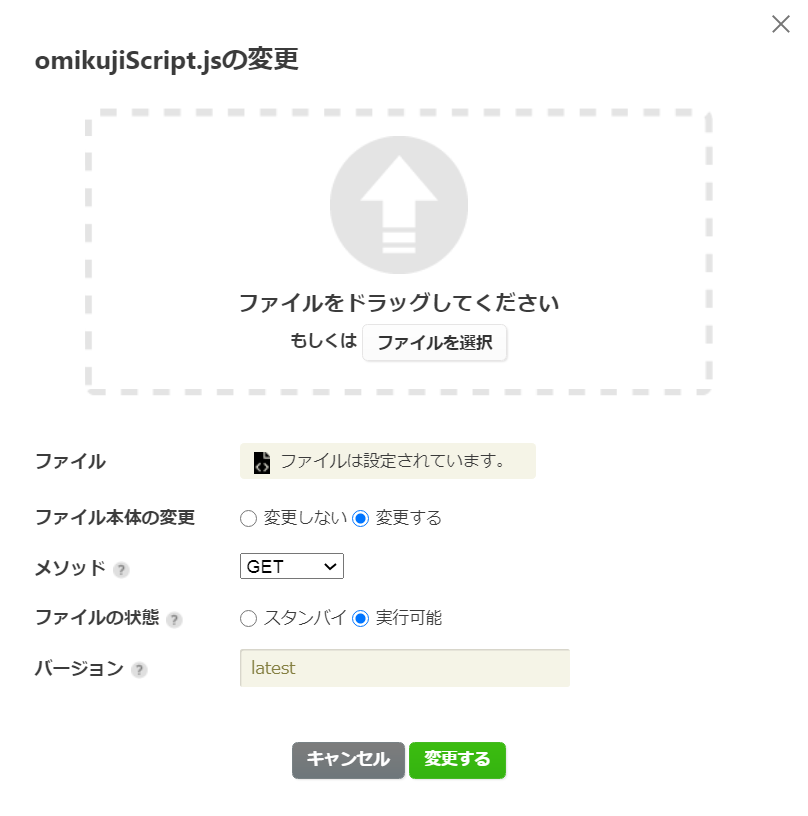 omikujiScript.jsの変更
ファイルをドラッグしてください
もしくは ファイルを選択
ファイル ファイルは設定されています。
ファイル本体の変更 変更しない 変更する
メソッド ? GET
ファイルの状態 ? スタンバイ 実行可能
バージョン ? latest
キャンセル 変更する